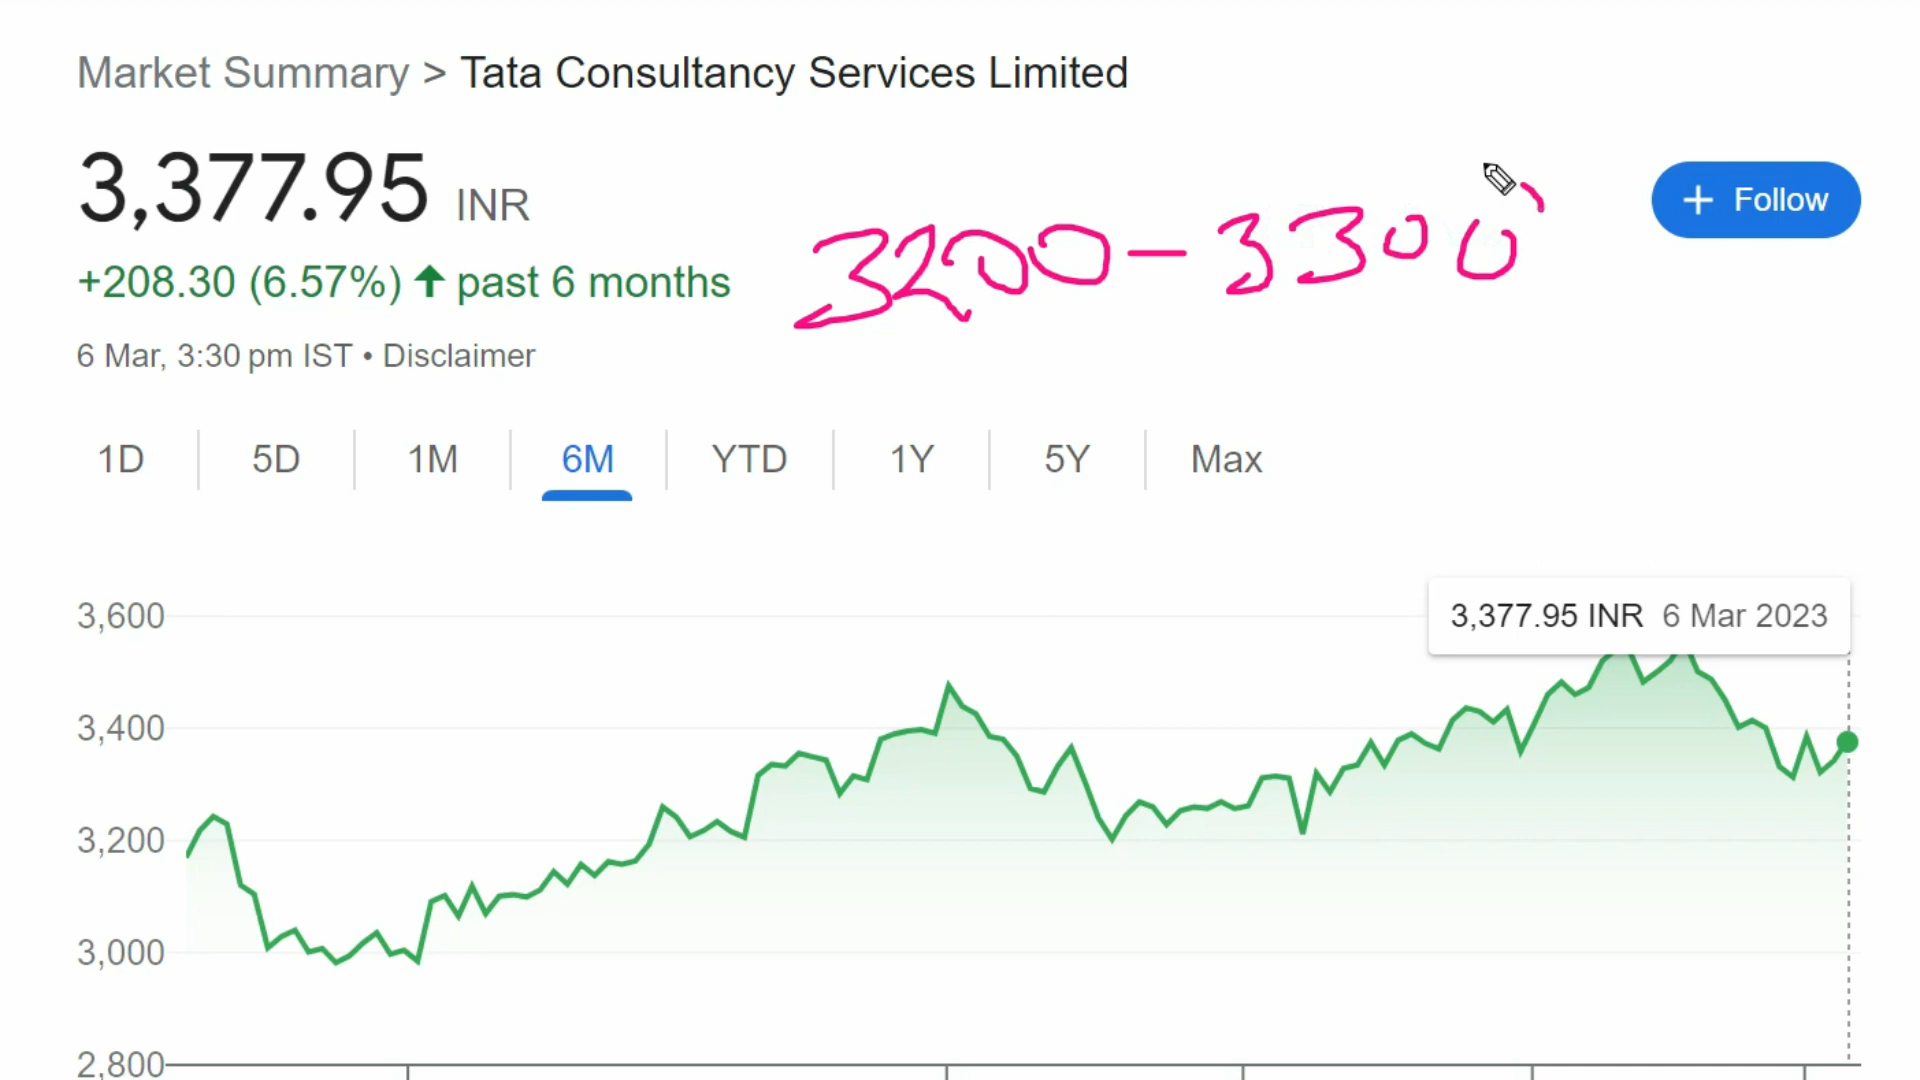 Market Summary > Tata Consultancy Services Limited
3,377.95 INR
3200-3300
+ Follow
+208.30 (6.57%) ↑ past 6 months
6 Mar, 3:30 pm IST • Disclaimer
1D 5D 1M 6M YTD 1Y 5Y Max
3,377.95 INR 6 Mar 2023
3,600
3,400
3,200
3,000
2,800